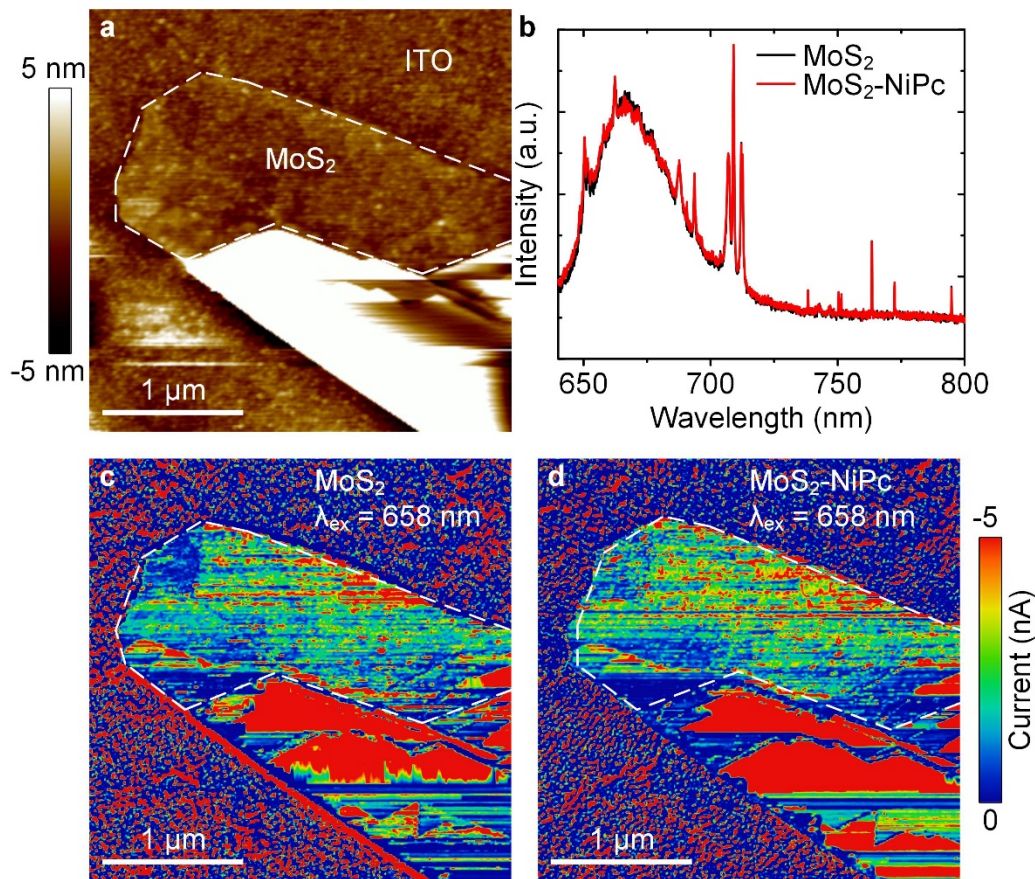 a
5 nm
-5 nm
ITO
MoS₂
1 µm
b
MoS₂
MoS₂-NiPc
Intensity (a.u.)
650 700 750 800
Wavelength (nm)
c
MoS₂
λex = 658 nm
1 µm
d
MoS₂-NiPc
λex = 658 nm
1 µm
-5
0
Current (nA)